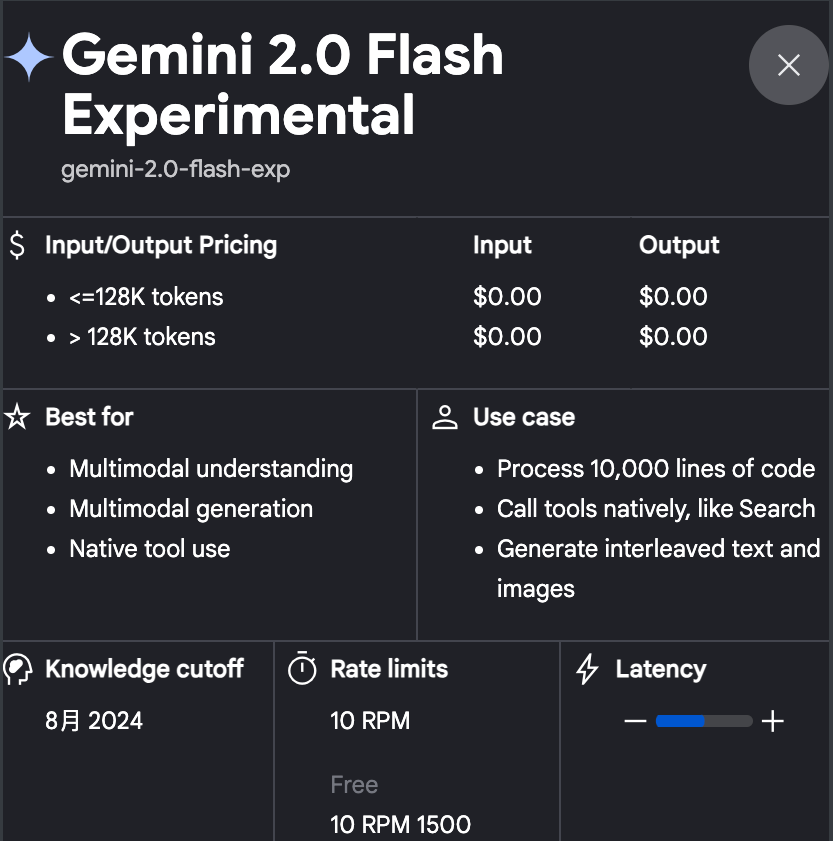 Gemini 2.0 Flash
Experimental
gemini-2.0-flash-exp
Input/Output Pricing Input Output
<=128K tokens $0.00 $0.00
> 128K tokens $0.00 $0.00
Best for
Multimodal understanding
Multimodal generation
Native tool use
Use case
Process 10,000 lines of code
Call tools natively, like Search
Generate interleaved text and
images
Knowledge cutoff
8月 2024
Rate limits
10 RPM
Free
10 RPM 1500
Latency